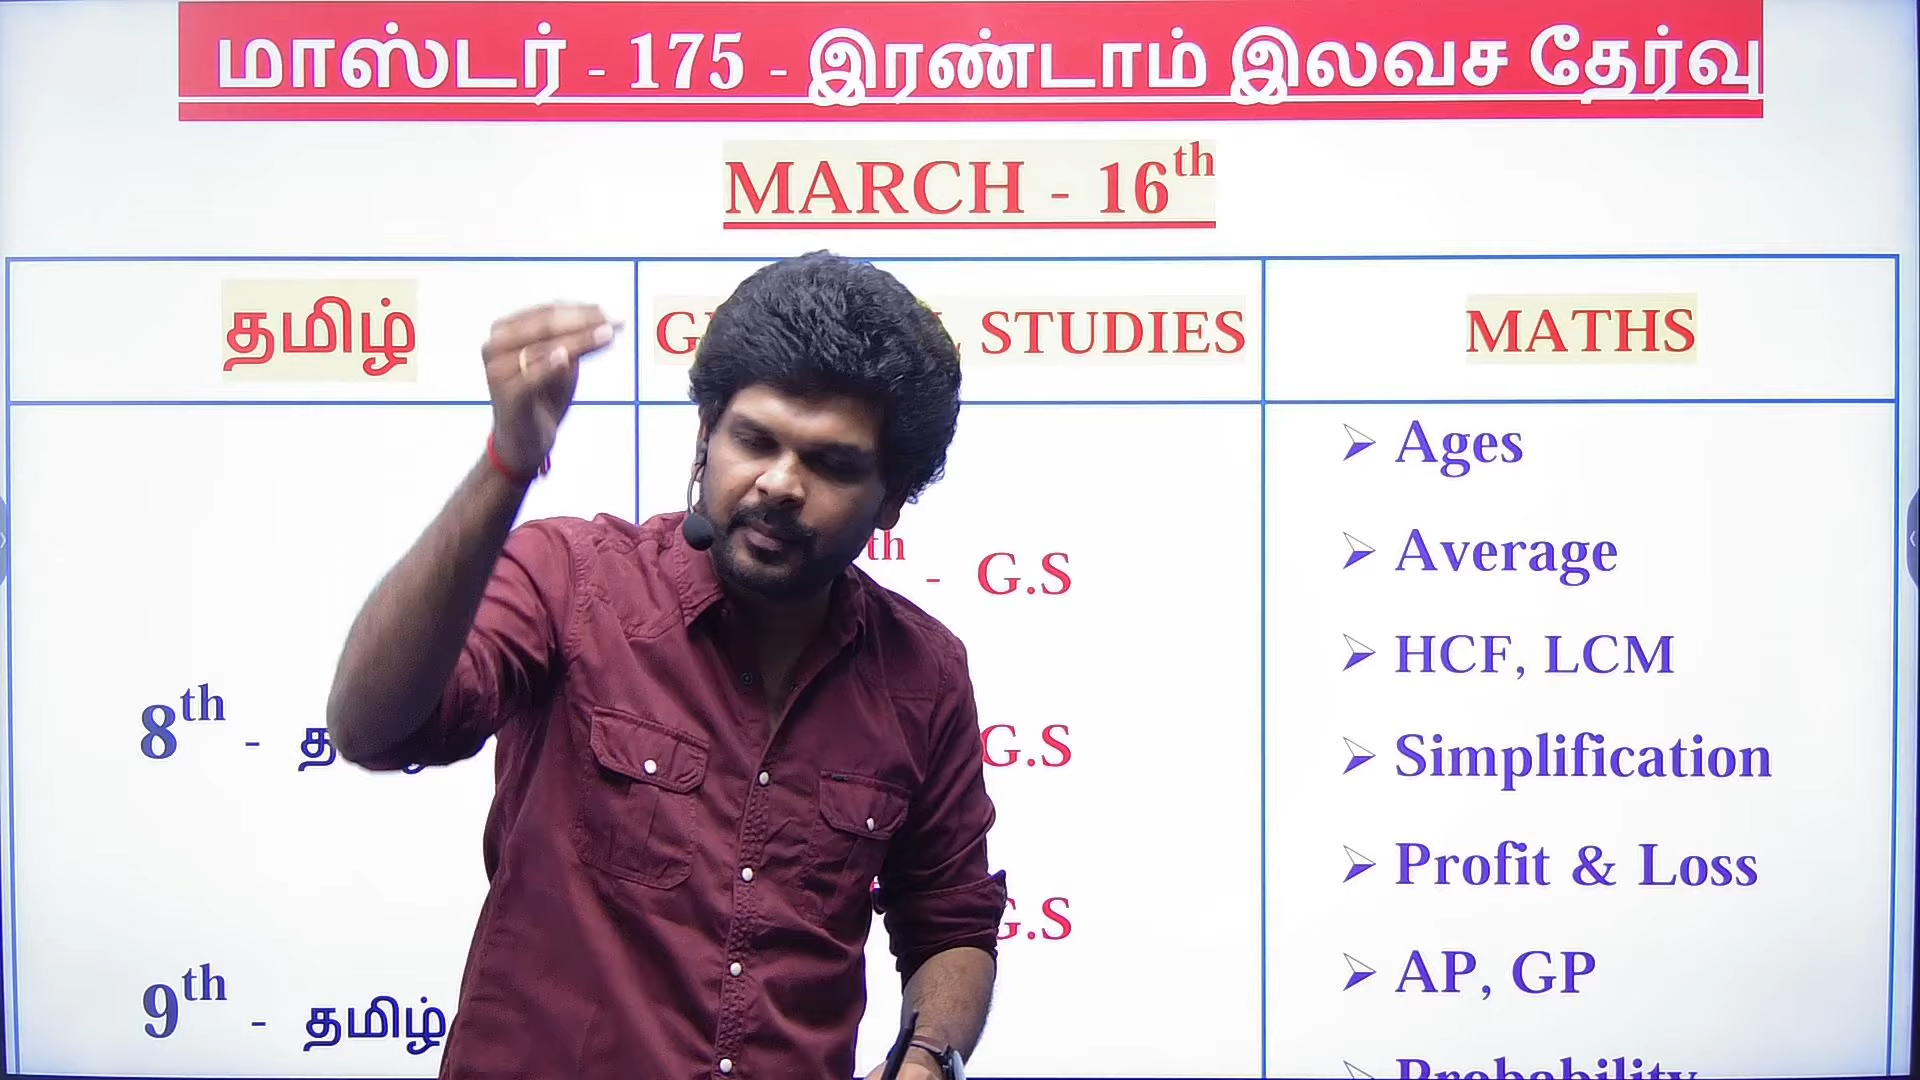 மாஸ்டர் - 175 - இரண்டாம் இலவச தேர்வு
MARCH - 16th
தமிழ்
STUDIES
MATHS
8th -
9th - தமிழ்
th - G.S
G.S
G.S
➢ Ages
➢ Average
➢ HCF, LCM
➢ Simplification
➢ Profit & Loss
➢ AP, GP
➢ Probability